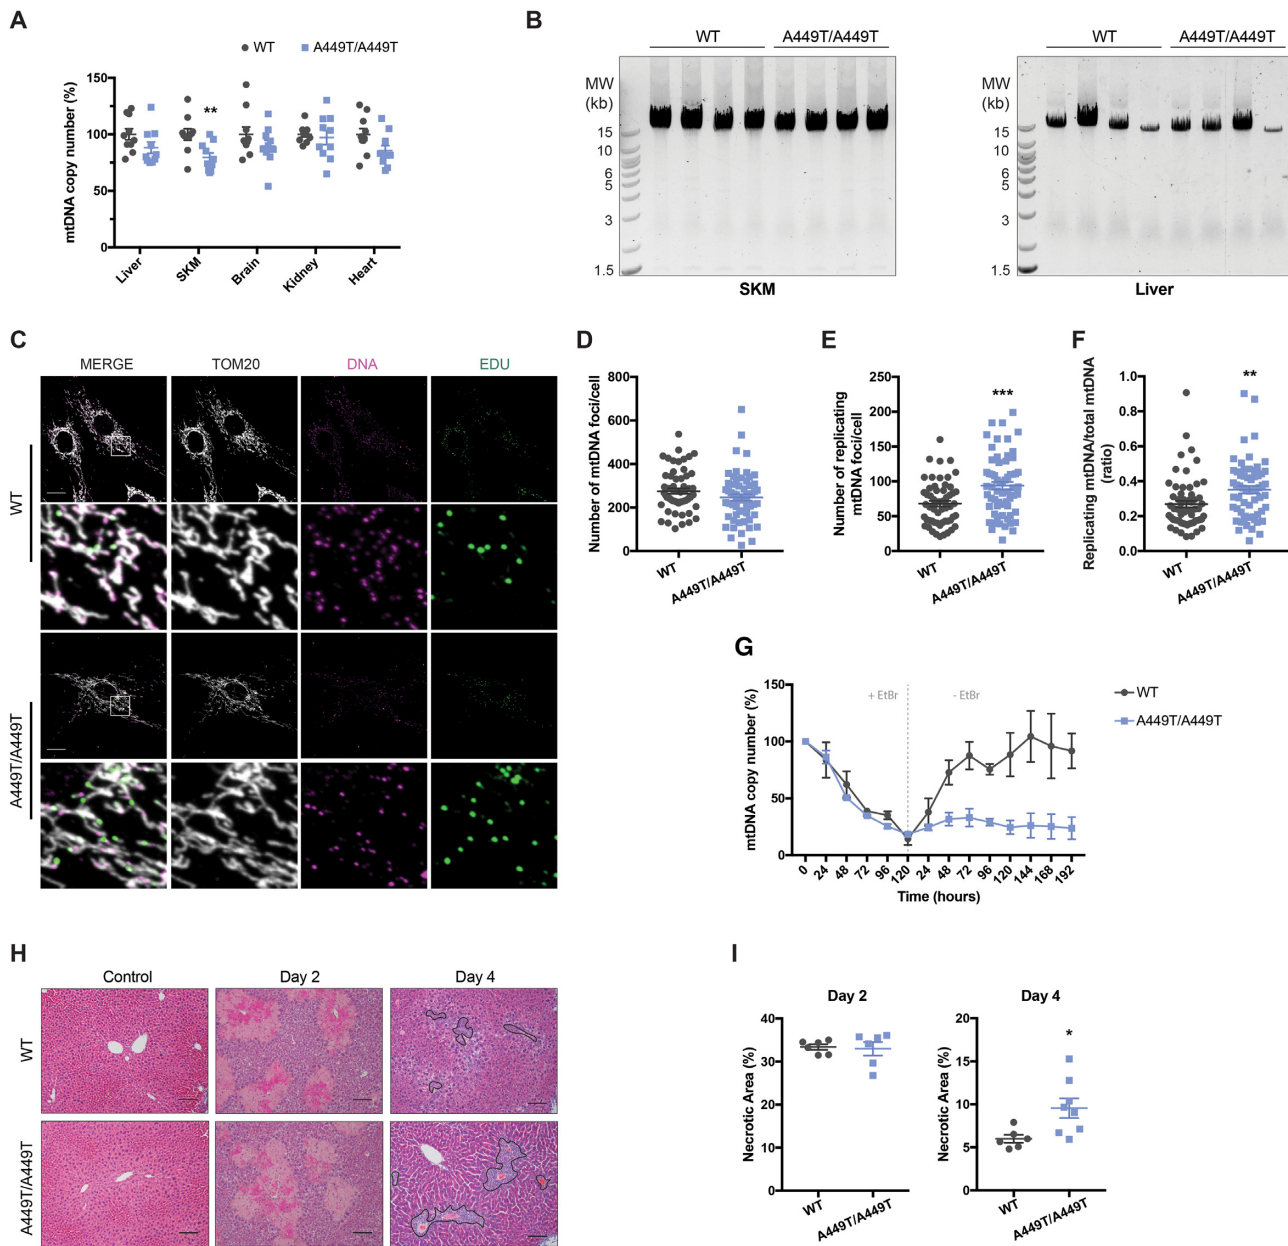 A
WT
A449T/A449T
mtDNA copy number (%)
150
100
50
0
**
Liver
SKM
Brain
Kidney
Heart
B
WT
A449T/A449T
MW
(kb)
15
10
6
5
3
1.5
SKM
WT
A449T/A449T
MW
(kb)
15
10
6
5
3
1.5
Liver
C
MERGE
TOM20
DNA
EDU
WT
A449T/A449T
D
Number of mtDNA foci/cell
800
600
400
200
0
WT
A449T/A449T
E
Number of replicating
mtDNA foci/cell
250
200
150
100
50
0
***
WT
A449T/A449T
F
Replicating mtDNA/total mtDNA
(ratio)
1.0
0.8
0.6
0.4
0.2
0.0
**
WT
A449T/A449T
G
mtDNA copy number (%)
150
100
50
0
+ EtBr
- EtBr
WT
A449T/A449T
0 24 48 72 96 120 24 48 72 96 120 144 168 192
Time (hours)
H
Control
Day 2
Day 4
WT
A449T/A449T
I
Day 2
Necrotic Area (%)
40
30
20
10
0
WT
A449T/A449T
Day 4
Necrotic Area (%)
20
15
10
5
0
*
WT
A449T/A449T